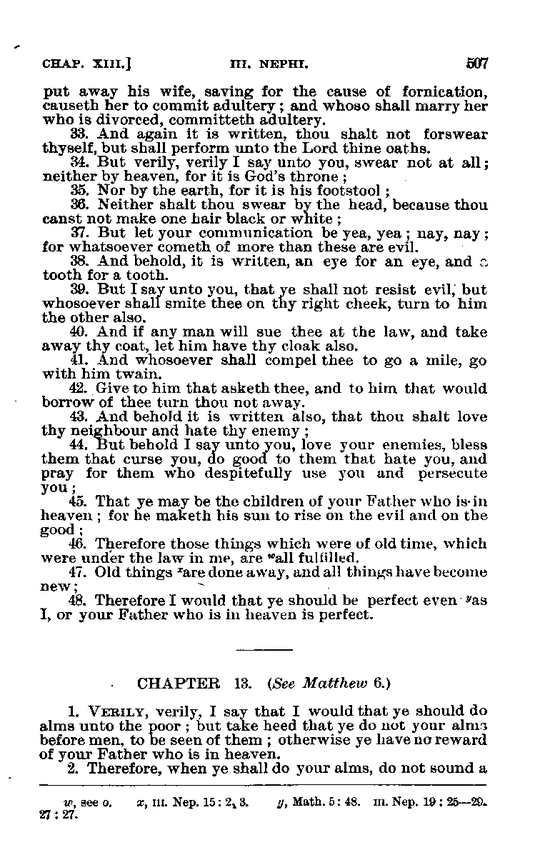 CHAP. XIII.] III. NEPHI. 507
put away his wife, saving for the cause of fornication,
causeth her to commit adultery ; and whoso shall marry her
who is divorced, committeth adultery.
33. And again it is written, thou shalt not forswear
thyself, but shall perform unto the Lord thine oaths.
34. But verily, verily I say unto you, swear not at all ;
neither by heaven, for it is God's throne ;
35. Nor by the earth, for it is his footstool ;
36. Neither shalt thou swear by the head, because thou
canst not make one hair black or white ;
37. But let your communication be yea, yea ; nay, nay ;
for whatsoever cometh of more than these are evil.
38. And behold, it is written, an eye for an eye, and a
tooth for a tooth.
39. But I say unto you, that ye shall not resist evil, but
whosoever shall smite thee on thy right cheek, turn to him
the other also.
40. And if any man will sue thee at the law, and take
away thy coat, let him have thy cloak also.
41. And whosoever shall compel thee to go a mile, go
with him twain.
42. Give to him that asketh thee, and to him that would
borrow of thee turn thou not away.
43. And behold it is written also, that thou shalt love
thy neighbour and hate thy enemy ;
44. But behold I say unto you, love your enemies, bless
them that curse you, do good to them that hate you, and
pray for them who despitefully use you and persecute
you ;
45. That ye may be the children of your Father who is in
heaven ; for he maketh his sun to rise on the evil and on the
good ;
46. Therefore those things which were of old time, which
were under the law in me, are ʷall fulfilled.
47. Old things ˣare done away, and all things have become
new ;
48. Therefore I would that ye should be perfect even ʸas
I, or your Father who is in heaven is perfect.
CHAPTER 13. (See Matthew 6.)
1. VERILY, verily, I say that I would that ye should do
alms unto the poor ; but take heed that ye do not your alms
before men, to be seen of them ; otherwise ye have no reward
of your Father who is in heaven.
2. Therefore, when ye shall do your alms, do not sound a
w, see o. x, III. Nep. 15 : 2, 3. y, Math. 5 : 48. III. Nep. 19 : 25—29.
27 : 27.